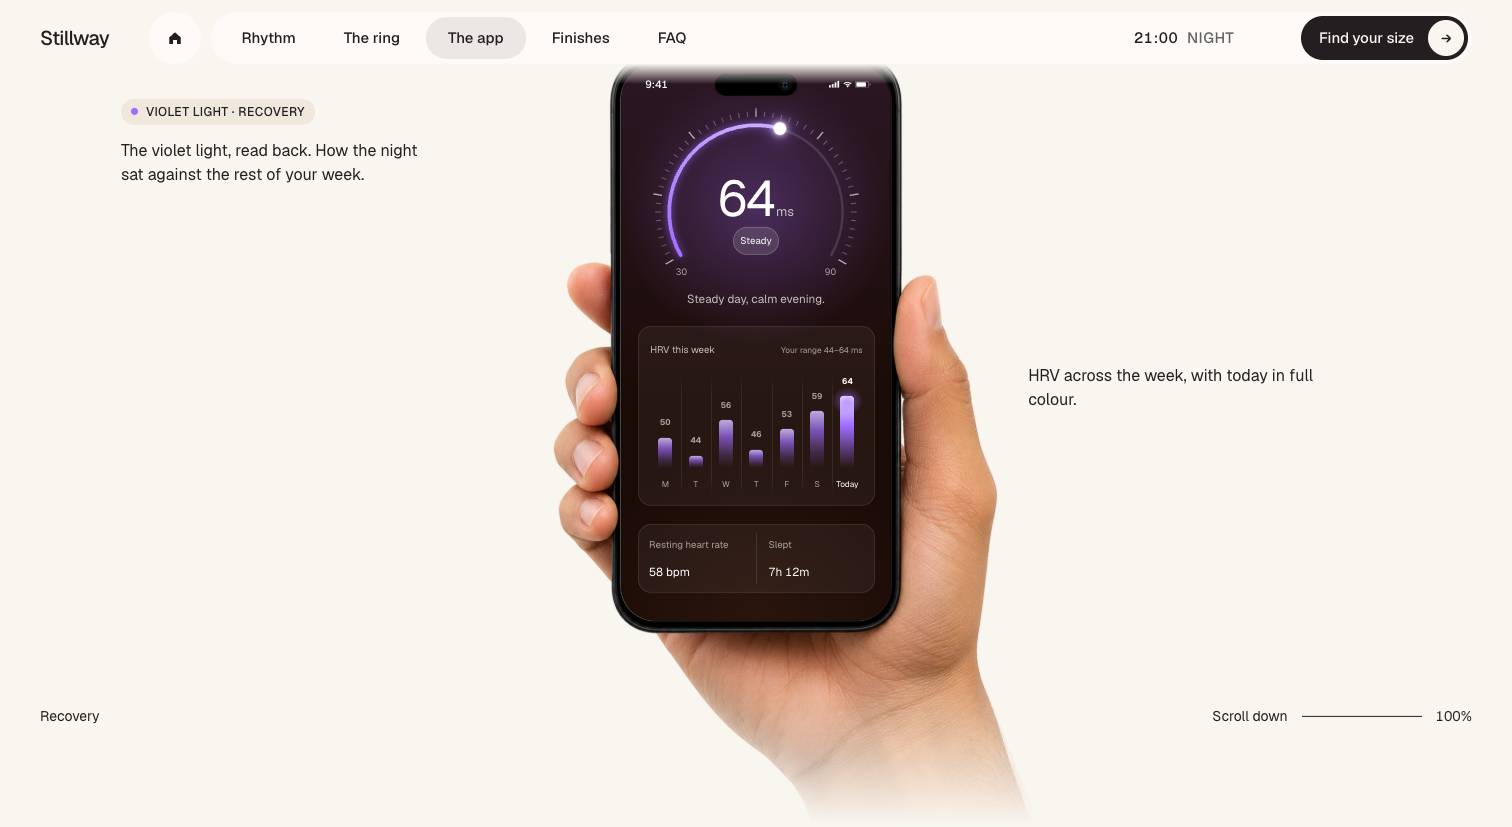 Stillway
Rhythm
The ring
The app
Finishes
FAQ
21:00 NIGHT
Find your size
VIOLET LIGHT · RECOVERY
The violet light, read back. How the night
sat against the rest of your week.
9:41
64ms
Steady
30
90
Steady day, calm evening.
HRV this week
Your range 44–64 ms
50
44
56
46
53
59
64
M
T
W
T
F
S
Today
Resting heart rate
58 bpm
Slept
7h 12m
HRV across the week, with today in full
colour.
Recovery
Scroll down
100%